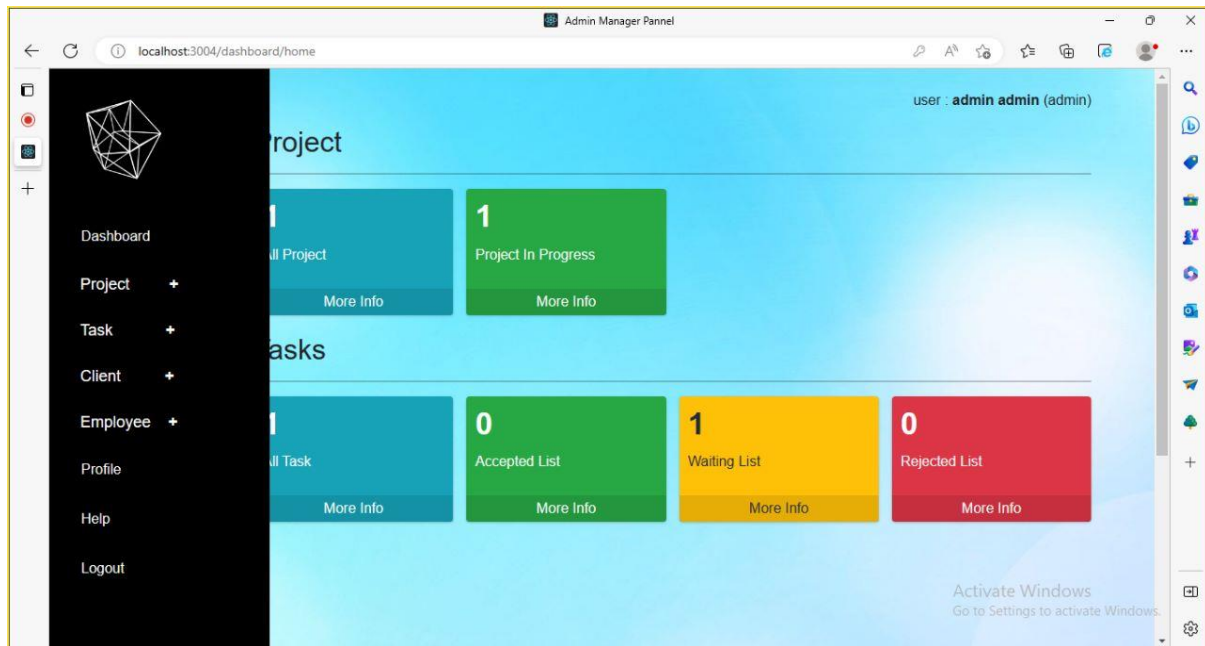 Admin Manager Pannel
localhost:3004/dashboard/home
user : admin admin (admin)
roject
1
ll Project
More Info
1
Project In Progress
More Info
asks
1
ll Task
More Info
0
Accepted List
More Info
1
Waiting List
More Info
0
Rejected List
More Info
Dashboard
Project +
Task +
Client +
Employee +
Profile
Help
Logout
Activate Windows
Go to Settings to activate Windows.